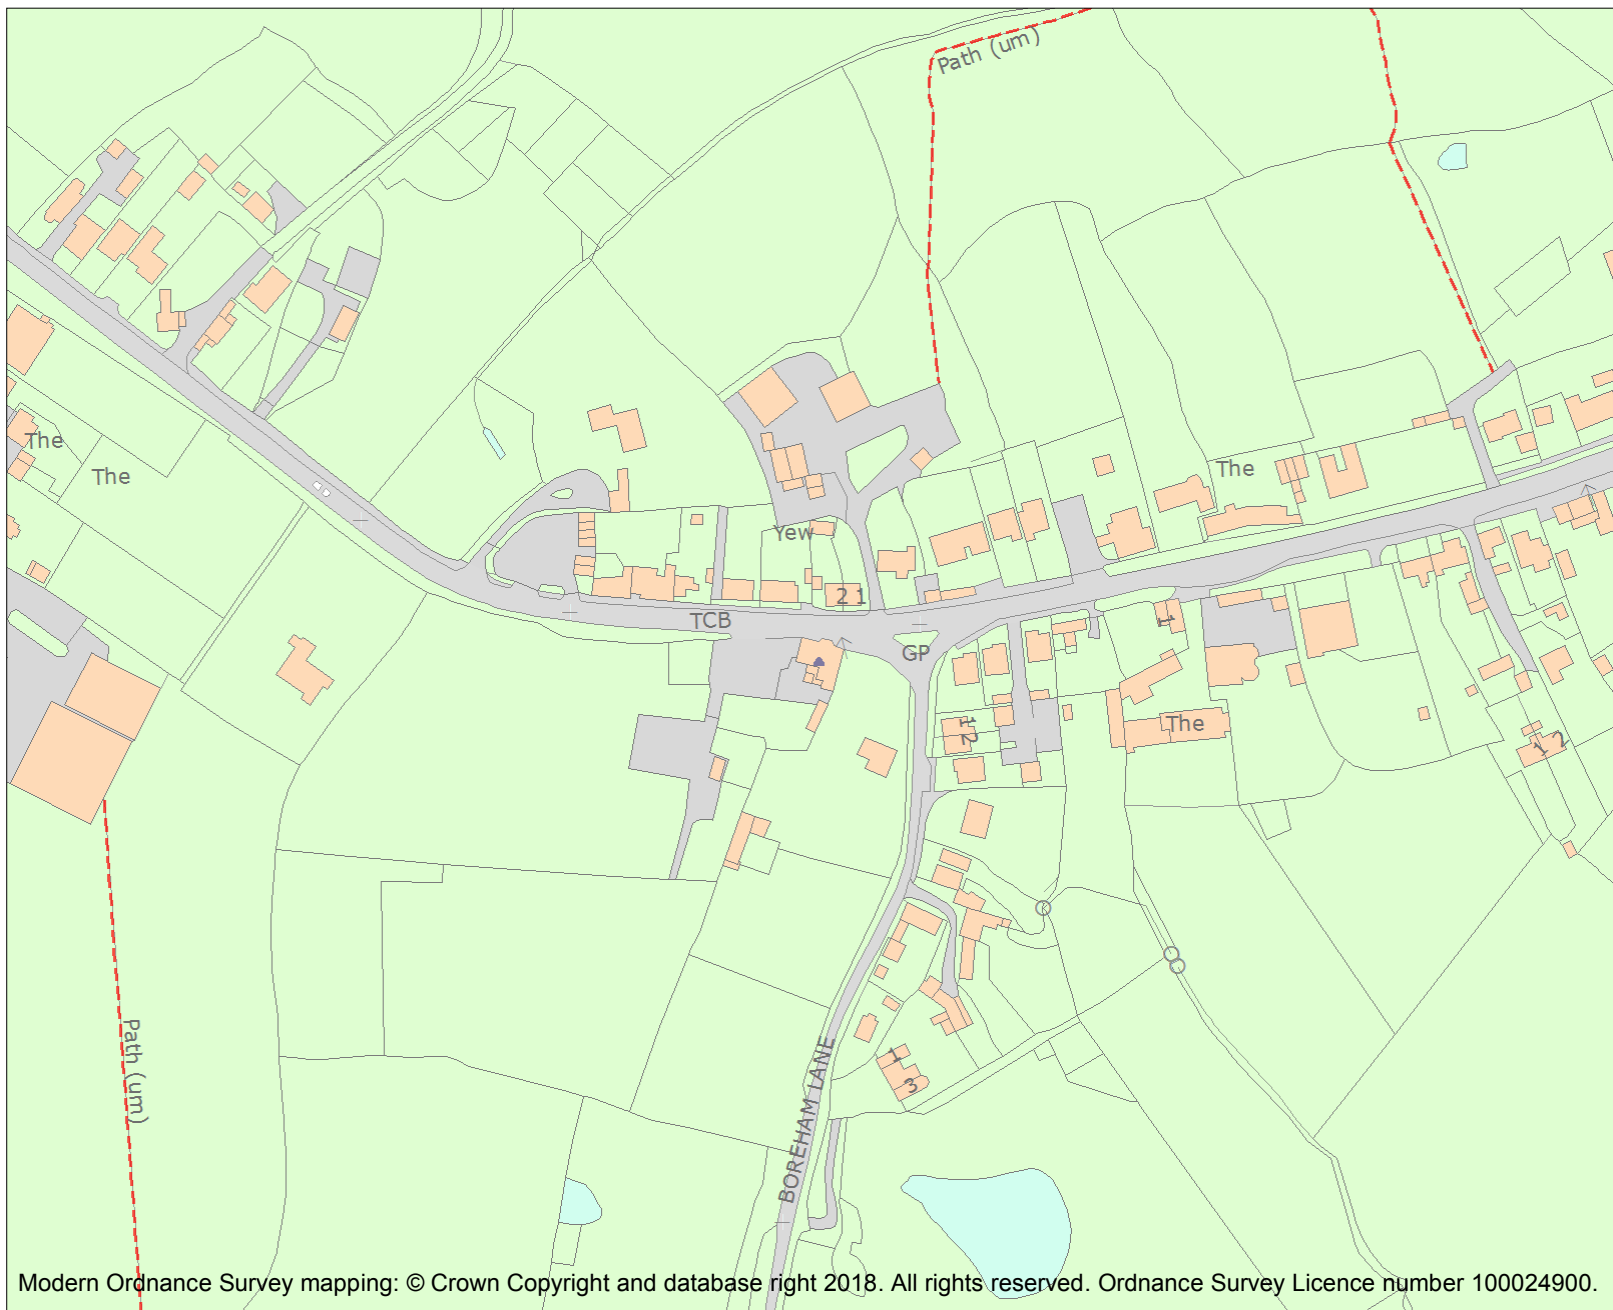 Path (um)
The
The
The
Yew
2 1
TCB
GP
1
The
1 2
1 2
Path (um)
1
3
BOREHAM LANE
Modern Ordnance Survey mapping: © Crown Copyright and database right 2018. All rights reserved. Ordnance Survey Licence number 100024900.